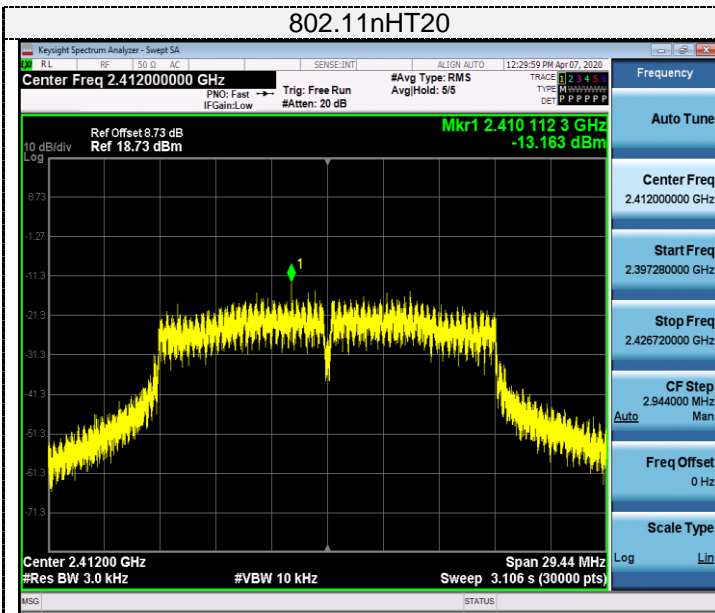 802.11nHT20
Keysight Spectrum Analyzer - Swept SA
RL RF 50 Ω AC SENSE:INT ALIGN AUTO 12:29:59 PM Apr 07, 2020
Center Freq 2.412000000 GHz
PNO: Fast
IFGain:Low
Trig: Free Run
#Atten: 20 dB
#Avg Type: RMS
Avg|Hold: 5/5
TRACE 1 2 3 4 5 6
TYPE M W W W W W
DET P P P P P P
Ref Offset 8.73 dB
10 dB/div Ref 18.73 dBm
Log
Mkr1 2.410 112 3 GHz
-13.163 dBm
8.73
-1.27
-11.3
-21.3
-31.3
-41.3
-51.3
-61.3
-71.3
1
Center 2.41200 GHz Span 29.44 MHz
#Res BW 3.0 kHz #VBW 10 kHz Sweep 3.106 s (30000 pts)
MSG STATUS
Frequency
Auto Tune
Center Freq
2.412000000 GHz
Start Freq
2.397280000 GHz
Stop Freq
2.426720000 GHz
CF Step
2.944000 MHz
Auto Man
Freq Offset
0 Hz
Scale Type
Log Lin